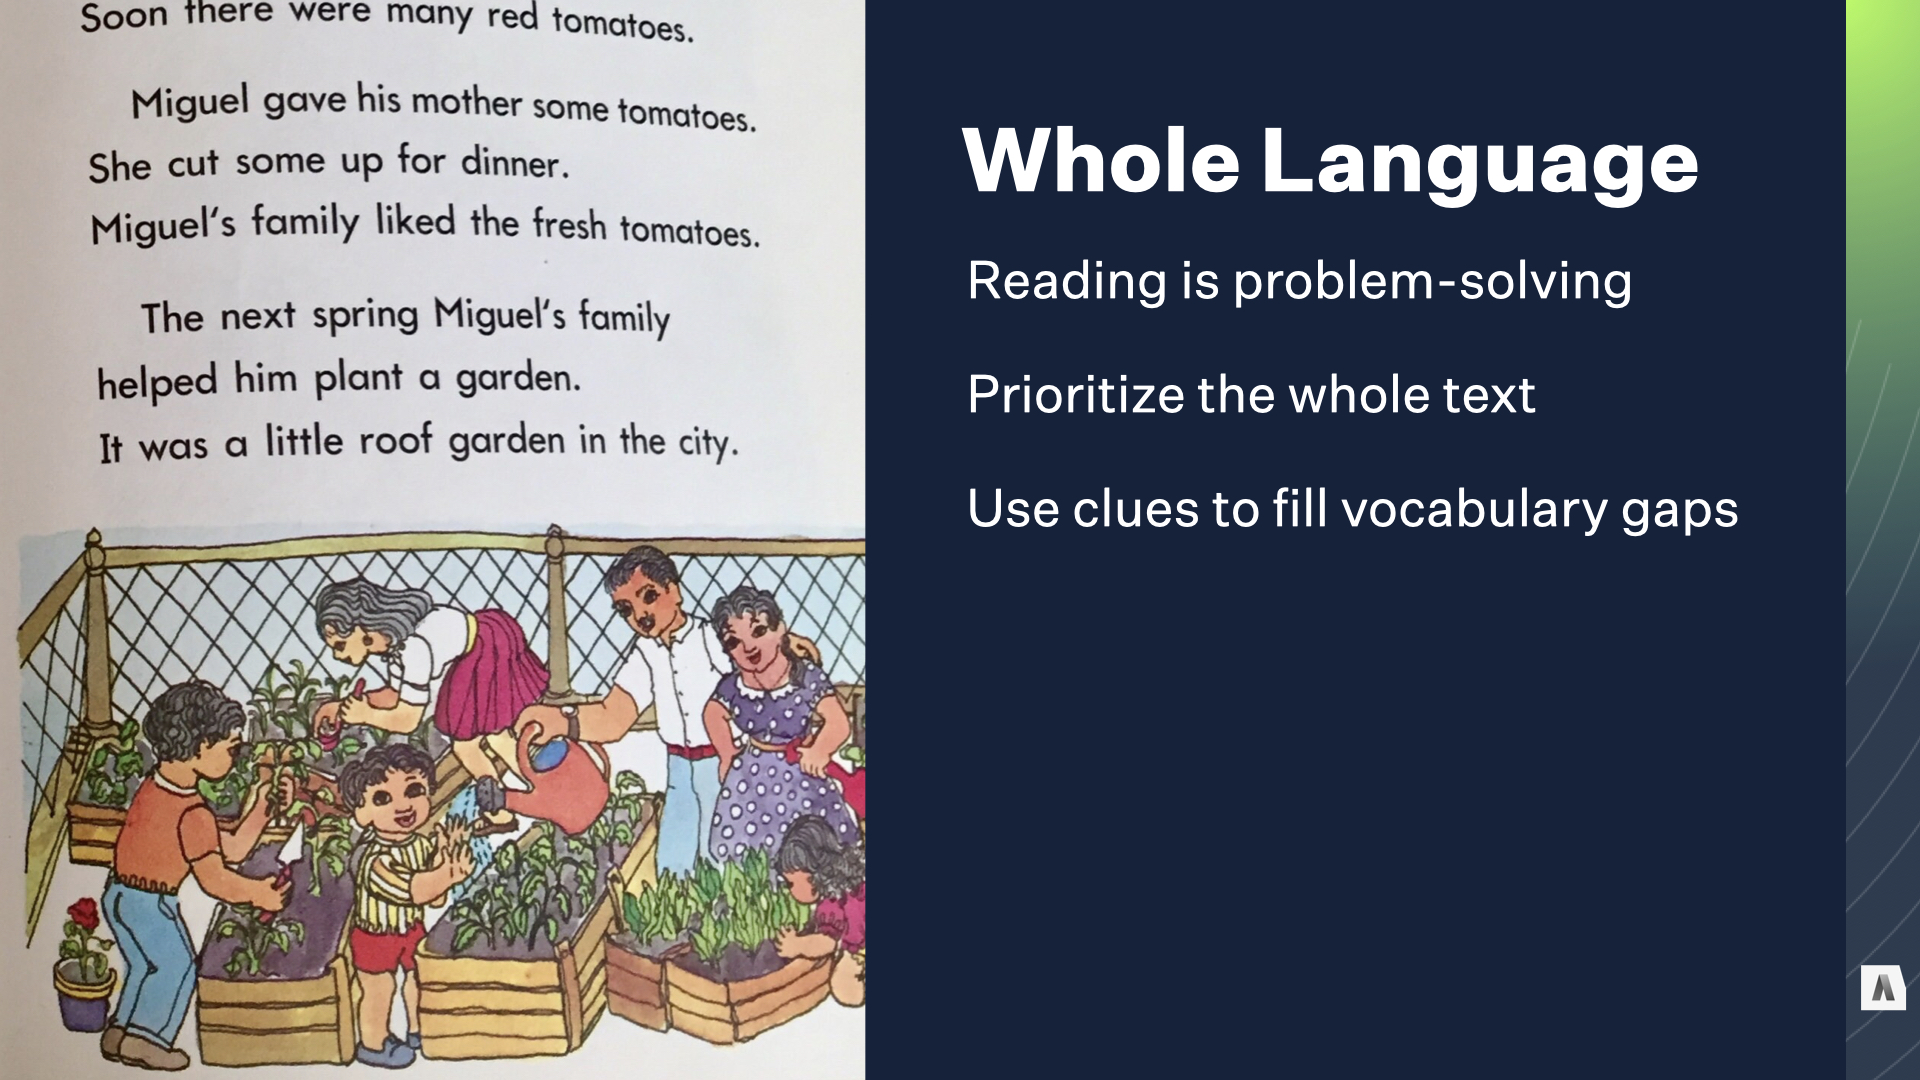 Soon there were many red tomatoes.
Miguel gave his mother some tomatoes.
She cut some up for dinner.
Miguel's family liked the fresh tomatoes.
The next spring Miguel's family
helped him plant a garden.
It was a little roof garden in the city.
Whole Language
Reading is problem-solving
Prioritize the whole text
Use clues to fill vocabulary gaps